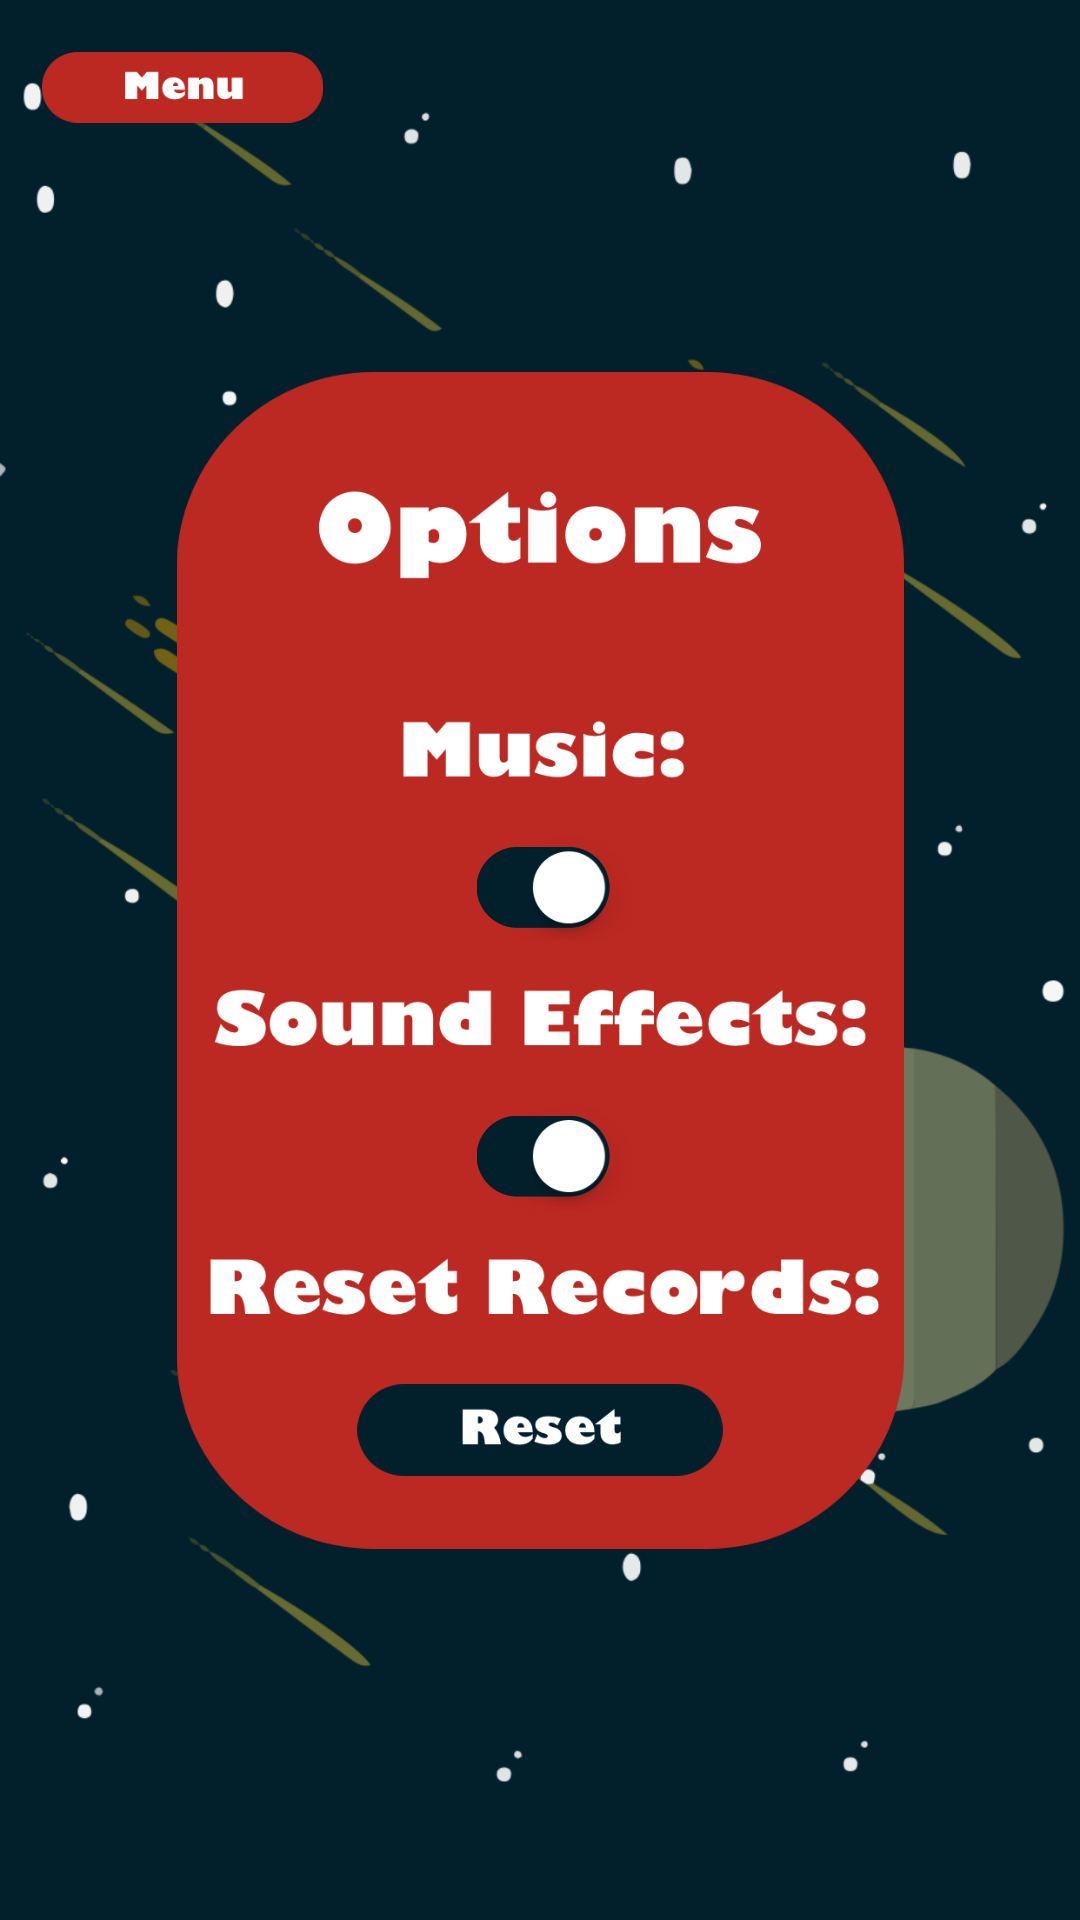 Menu
Options
Music:
Sound Effects:
Reset Records:
Reset